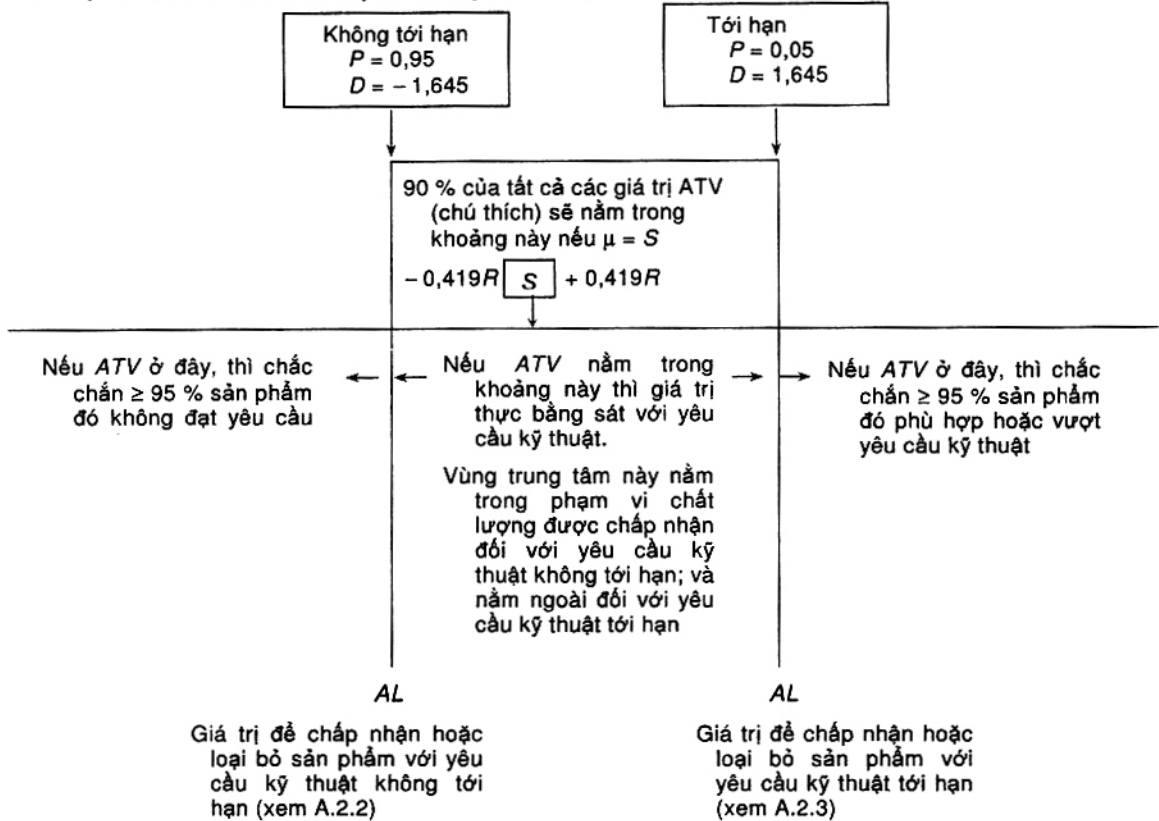 Không tới hạn
P = 0,95
D = – 1,645
Tới hạn
P = 0,05
D = 1,645
90 % của tất cả các giá trị ATV
(chú thích) sẽ nằm trong
khoảng này nếu μ = S
– 0,419R S + 0,419R
Nếu ATV ở đây, thì chắc
chắn ≥ 95 % sản phẩm
đó không đạt yêu cầu
Nếu ATV nằm trong
khoảng này thì giá trị
thực bằng sát với yêu
cầu kỹ thuật.
Vùng trung tâm này nằm
trong phạm vi chất
lượng được chấp nhận
đối với yêu cầu kỹ
thuật không tới hạn; và
nằm ngoài đối với yêu
cầu kỹ thuật tới hạn
Nếu ATV ở đây, thì chắc
chắn ≥ 95 % sản phẩm
đó phù hợp hoặc vượt
yêu cầu kỹ thuật
AL
Giá trị để chấp nhận hoặc
loại bỏ sản phẩm với yêu
cầu kỹ thuật không tới
hạn (xem A.2.2)
AL
Giá trị để chấp nhận hoặc
loại bỏ sản phẩm với
yêu cầu kỹ thuật tới hạn
(xem A.2.3)